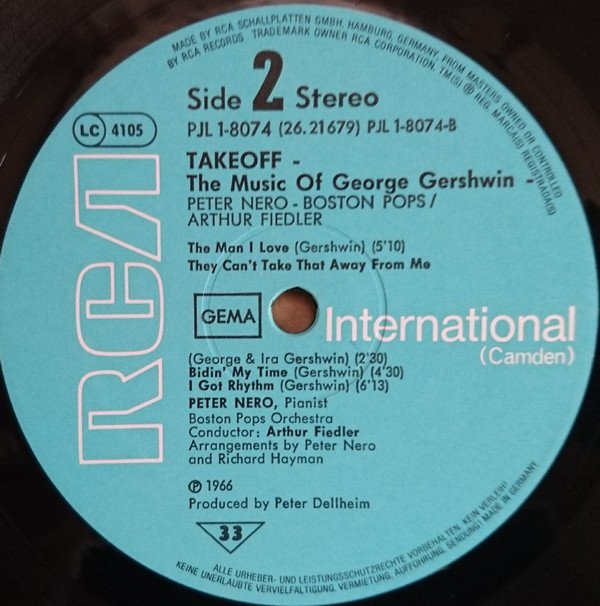 MADE BY RCA SCHALLPLATTEN GMBH, HAMBURG, GERMANY, FROM MASTERS OWNED OR CONTROLLED
BY RCA RECORDS TRADEMARK OWNER RCA CORPORATION. TM(S) ® REG. MARCA(S) REGISTRADA(S)
Side 2 Stereo
LC 4105
PJL 1-8074 (26.21679) PJL 1-8074-B
TAKEOFF -
The Music Of George Gershwin -
PETER NERO - BOSTON POPS /
ARTHUR FIEDLER
The Man I Love (Gershwin) (5'10)
They Can't Take That Away From Me
RCA
GEMA
International
(Camden)
(George & Ira Gershwin) (2'30)
Bidin' My Time (Gershwin) (4'30)
I Got Rhythm (Gershwin) (6'13)
PETER NERO, Pianist
Boston Pops Orchestra
Conductor: Arthur Fiedler
Arrangements by Peter Nero
and Richard Hayman
℗ 1966
Produced by Peter Dellheim
33
ALLE URHEBER- UND LEISTUNGSSCHUTZRECHTE VORBEHALTEN. KEIN VERLEIH!
KEINE UNERLAUBTE VERVIELFÄLTIGUNG, VERMIETUNG, AUFFÜHRUNG, SENDUNG! MADE IN GERMANY